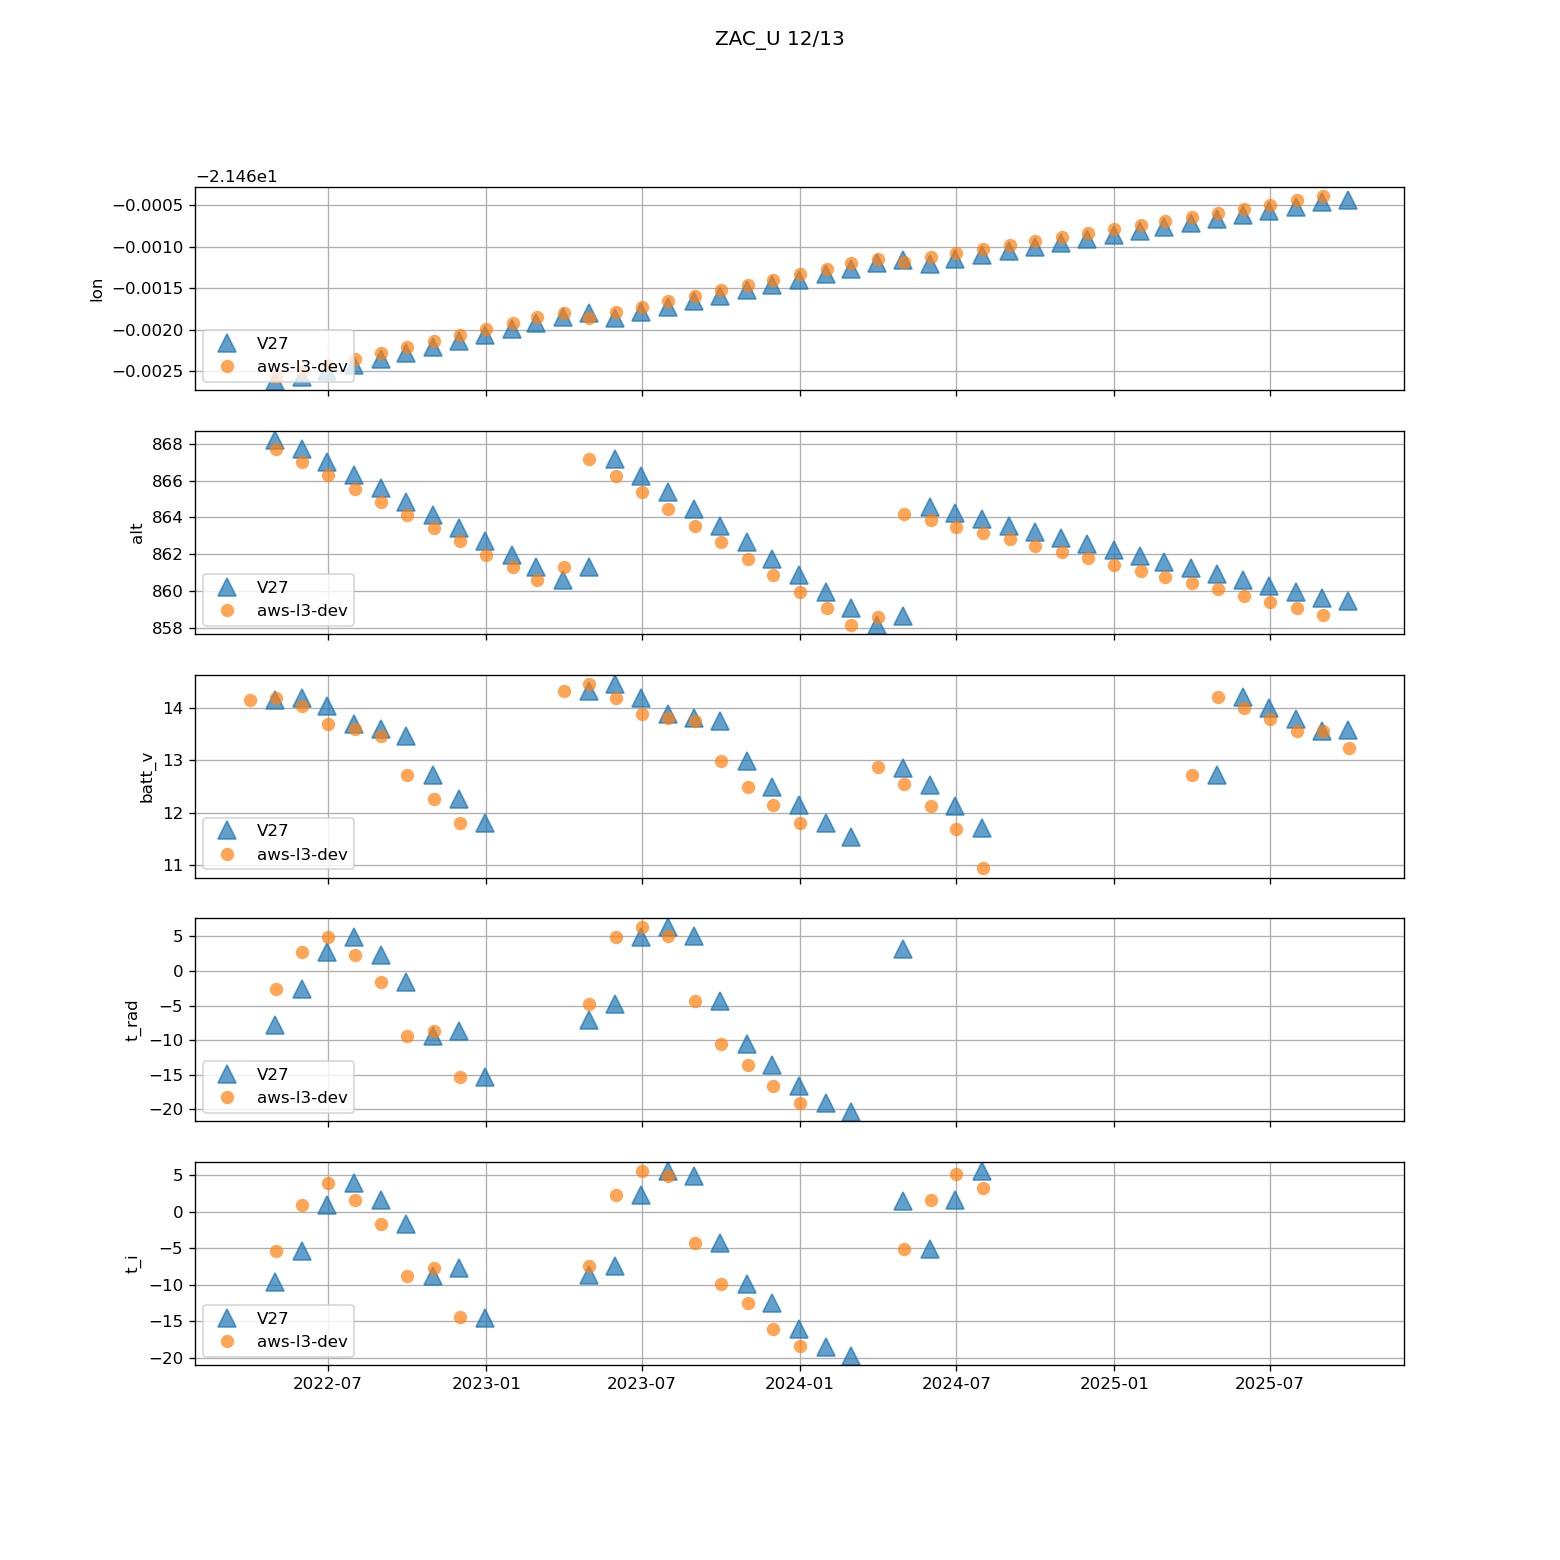 ZAC_U 12/13
−2.146e1
lon
−0.0005
−0.0010
−0.0015
−0.0020
−0.0025
V27
aws-l3-dev
alt
868
866
864
862
860
858
V27
aws-l3-dev
batt_v
14
13
12
11
V27
aws-l3-dev
t_rad
5
0
−5
−10
−15
−20
V27
aws-l3-dev
t_i
5
0
−5
−10
−15
−20
V27
aws-l3-dev
2022-07 2023-01 2023-07 2024-01 2024-07 2025-01 2025-07